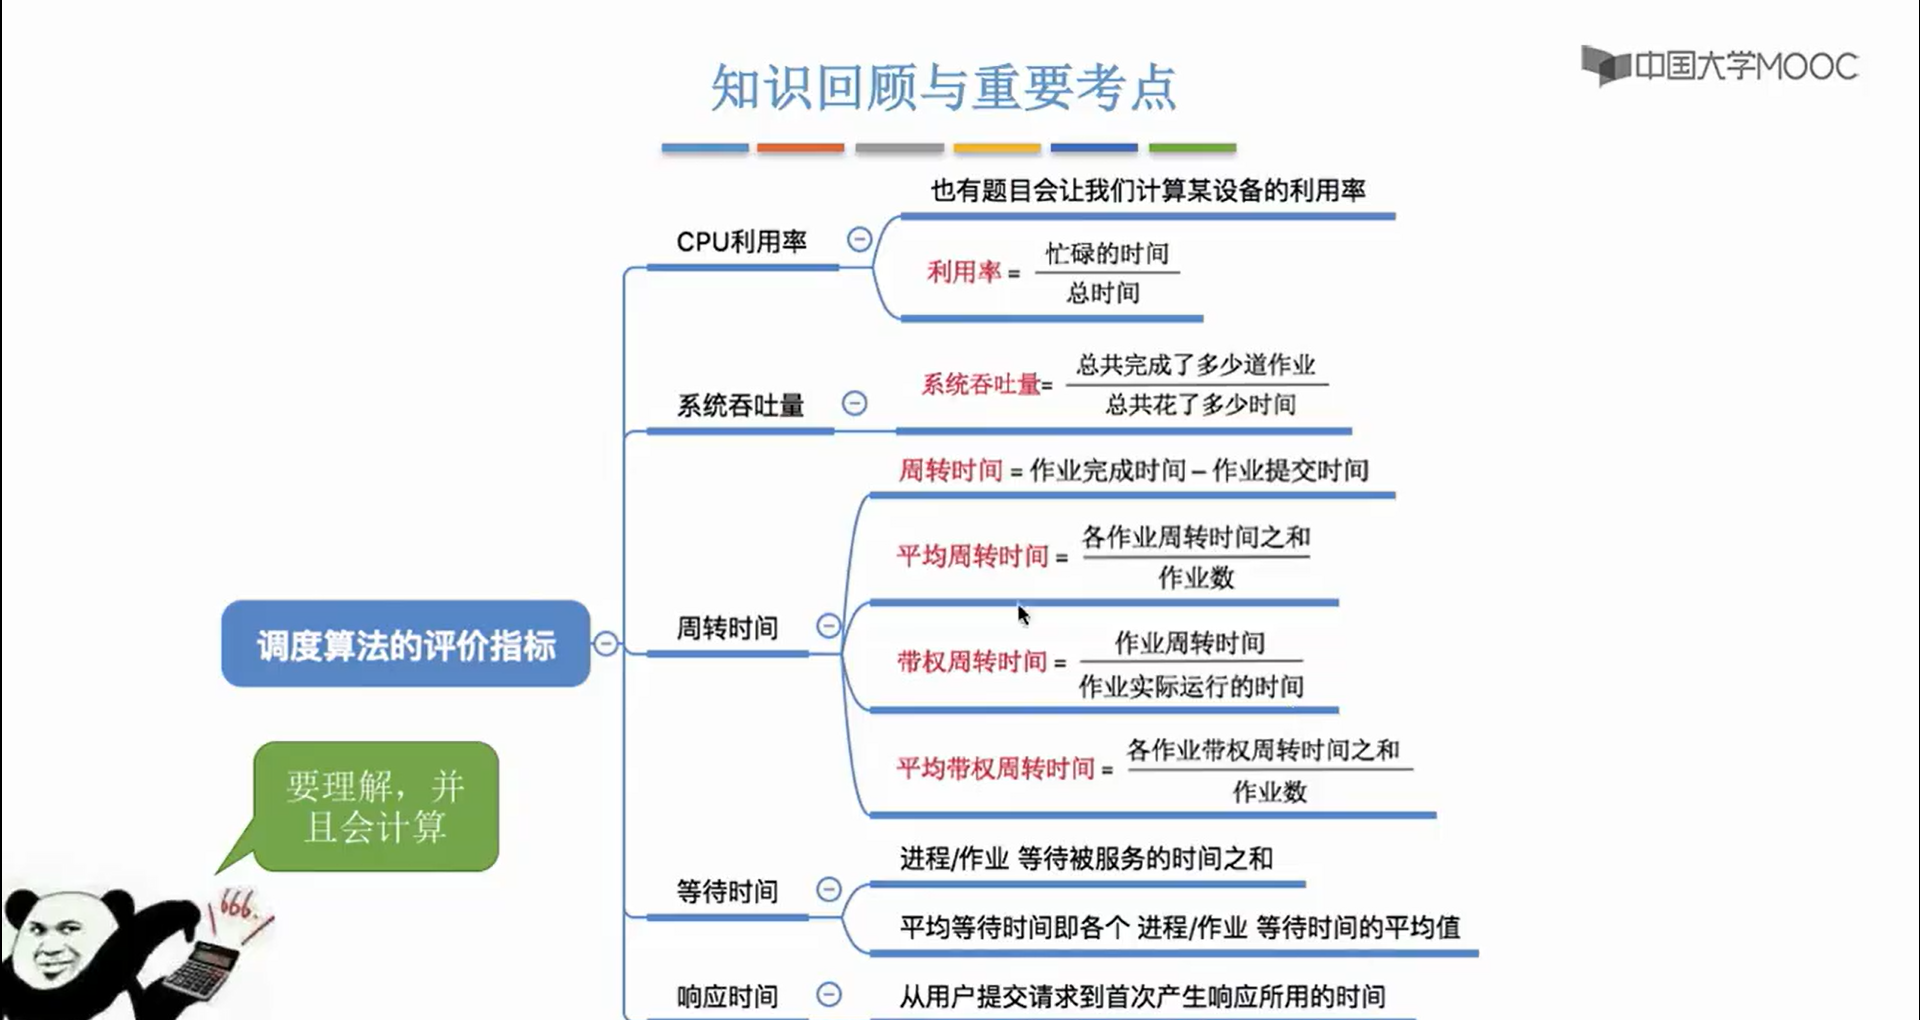 知识回顾与重要考点
中国大学MOOC
也有题目会让我们计算某设备的利用率
CPU利用率
利用率 = 忙碌的时间
总时间
系统吞吐量
系统吞吐量= 总共完成了多少道作业
总共花了多少时间
周转时间 = 作业完成时间 – 作业提交时间
平均周转时间 = 各作业周转时间之和
作业数
周转时间
调度算法的评价指标
带权周转时间 = 作业周转时间
作业实际运行的时间
平均带权周转时间 = 各作业带权周转时间之和
作业数
要理解，并
且会计算
进程/作业 等待被服务的时间之和
等待时间
平均等待时间即各个 进程/作业 等待时间的平均值
666.
响应时间
从用户提交请求到首次产生响应所用的时间